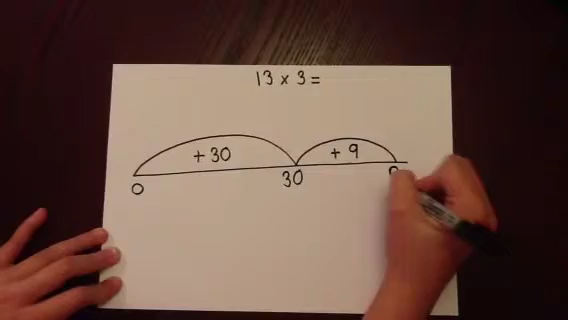 13 x 3 =
+ 30 + 9
0 30